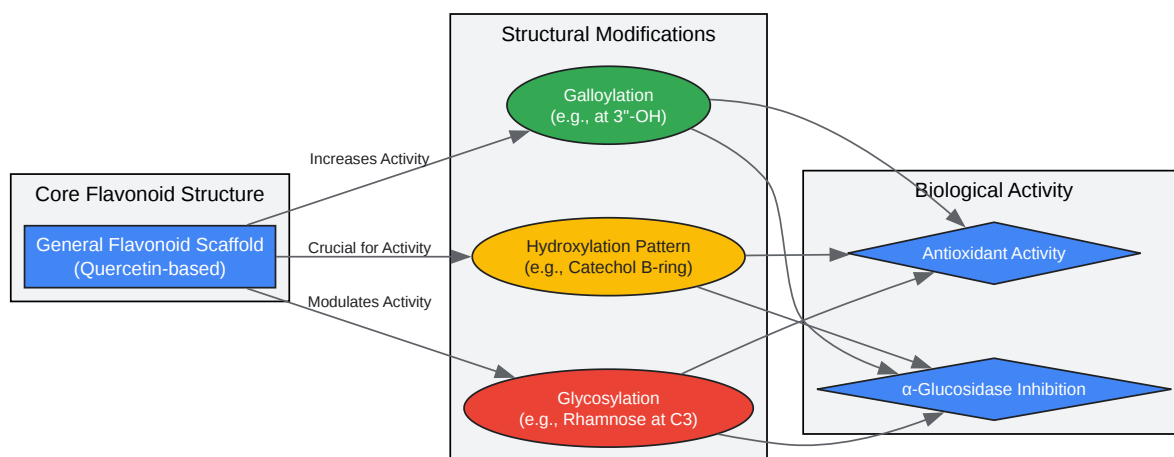 Structural Modifications
Galloylation
(e.g., at 3"-OH)
Increases Activity
Core Flavonoid Structure
Biological Activity
General Flavonoid Scaffold
(Quercetin-based)
Crucial for Activity
Hydroxylation Pattern
(e.g., Catechol B-ring)
Antioxidant Activity
Modulates Activity
Glycosylation
(e.g., Rhamnose at C3)
α-Glucosidase Inhibition